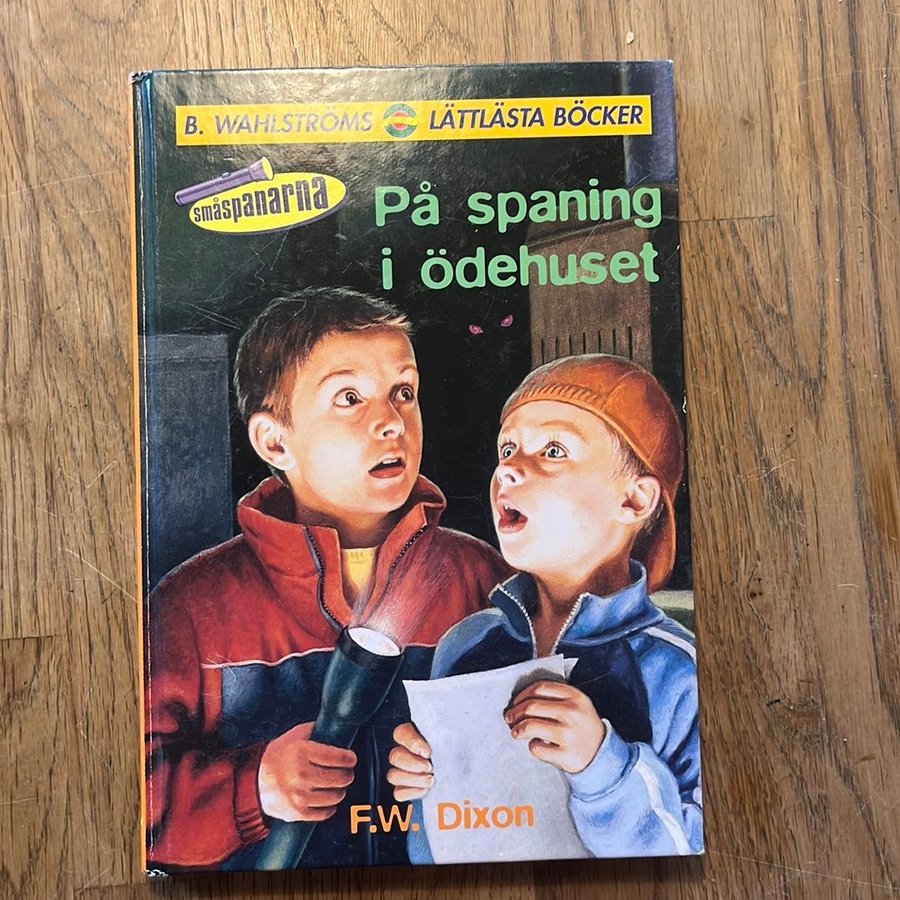 B. WAHLSTRÖMS LÄTTLÄSTA BÖCKER
småspanarna
På spaning
i ödehuset
F.W. Dixon